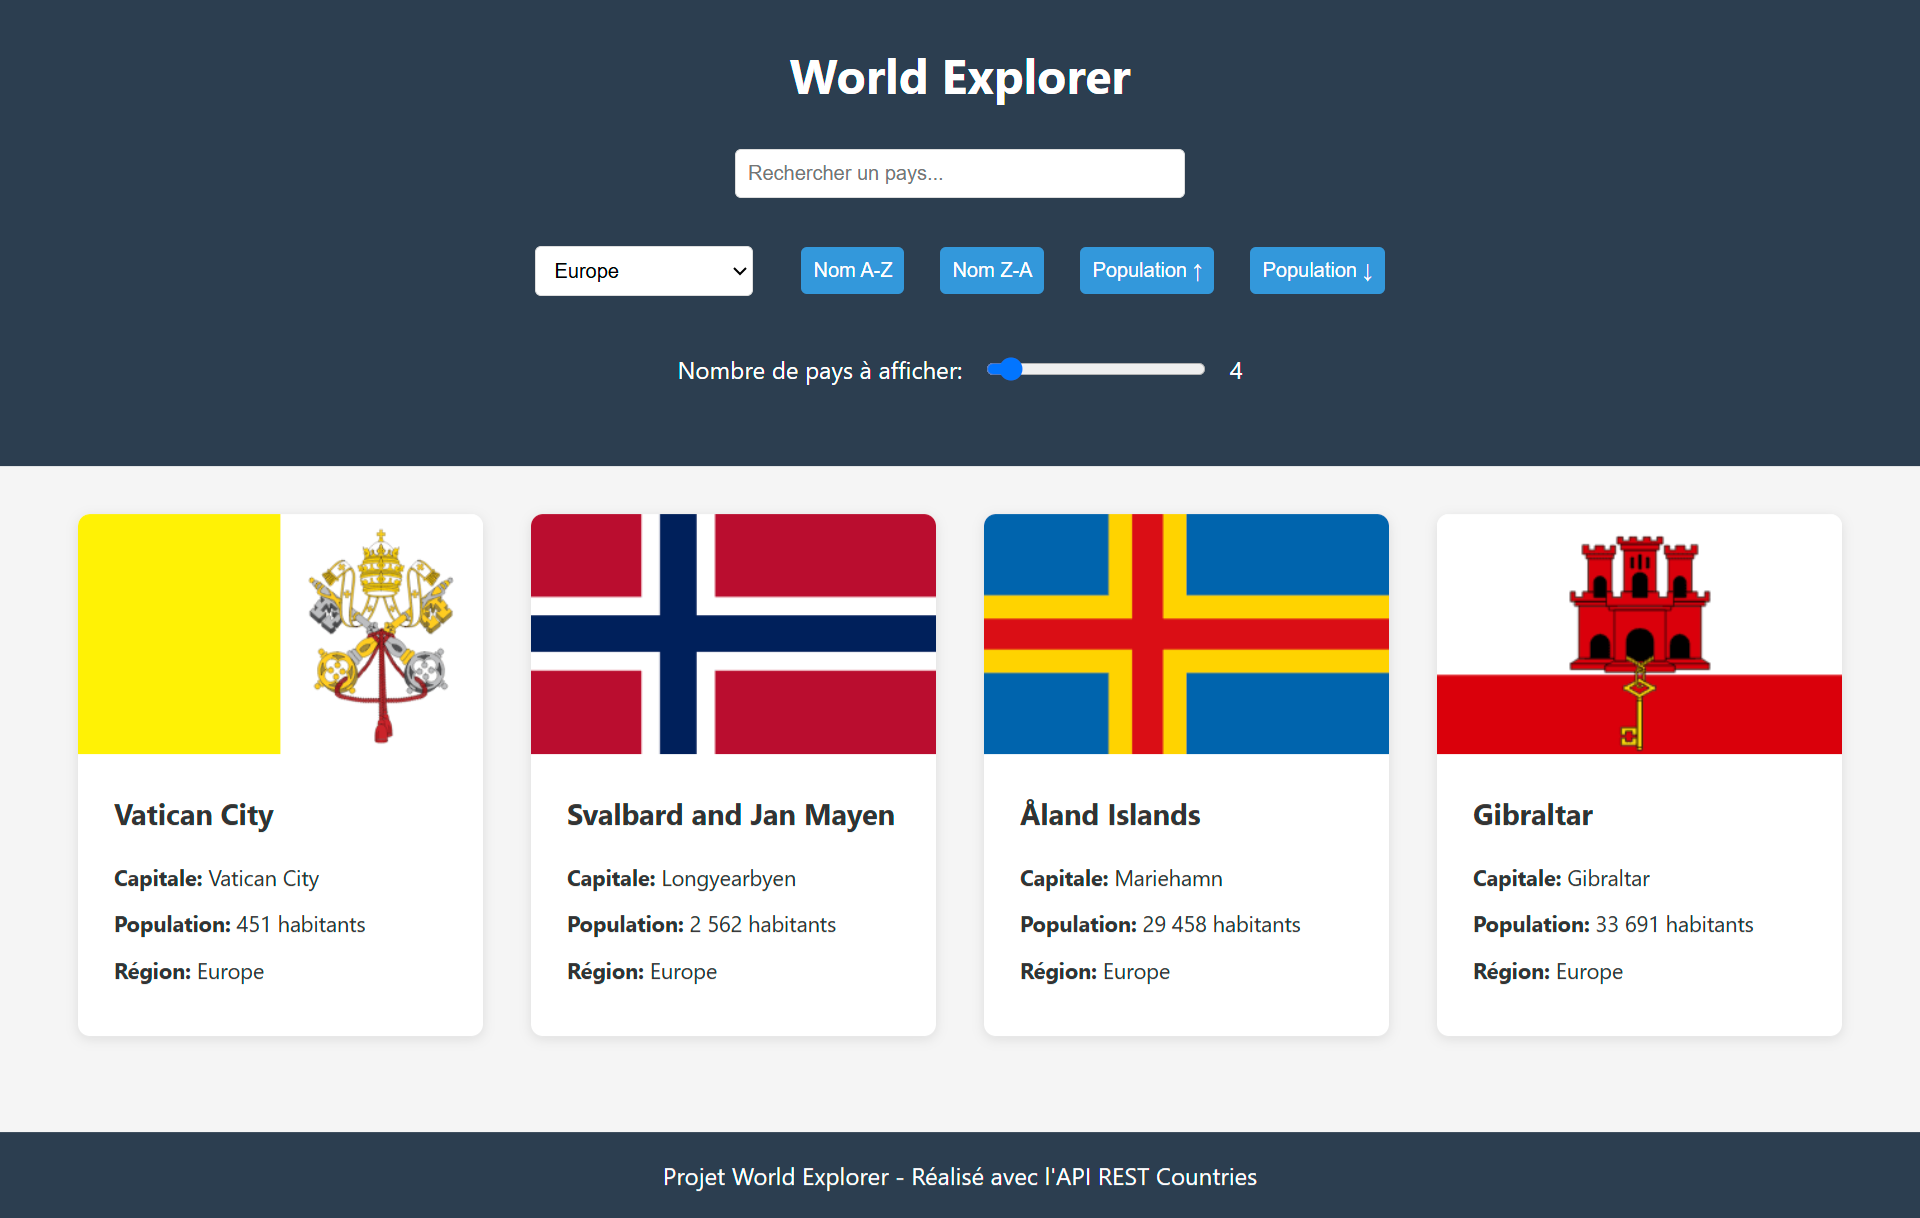 World Explorer
Rechercher un pays...
Europe
Nom A-Z
Nom Z-A
Population ↑
Population ↓
Nombre de pays à afficher: 4
Vatican City
Capitale: Vatican City
Population: 451 habitants
Région: Europe
Svalbard and Jan Mayen
Capitale: Longyearbyen
Population: 2 562 habitants
Région: Europe
Åland Islands
Capitale: Mariehamn
Population: 29 458 habitants
Région: Europe
Gibraltar
Capitale: Gibraltar
Population: 33 691 habitants
Région: Europe
Projet World Explorer - Réalisé avec l'API REST Countries